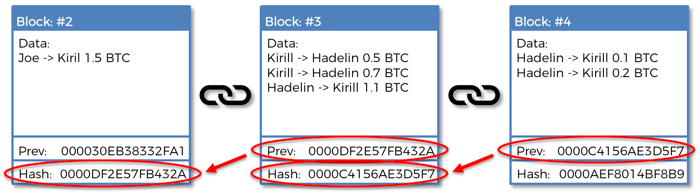 Block: #2
Data:
Joe -> Kiril 1.5 BTC
Prev: 000030EB38332FA1
Hash: 0000DF2E57FB432A
Block: #3
Data:
Kirill -> Hadelin 0.5 BTC
Kirill -> Hadelin 0.7 BTC
Hadelin -> Kirill 1.1 BTC
Prev: 0000DF2E57FB432A
Hash: 0000C4156AE3D5F7
Block: #4
Data:
Hadelin -> Kirill 0.1 BTC
Hadelin -> Kirill 0.2 BTC
Prev: 0000C4156AE3D5F7
Hash: 0000AEF8014BF8B9